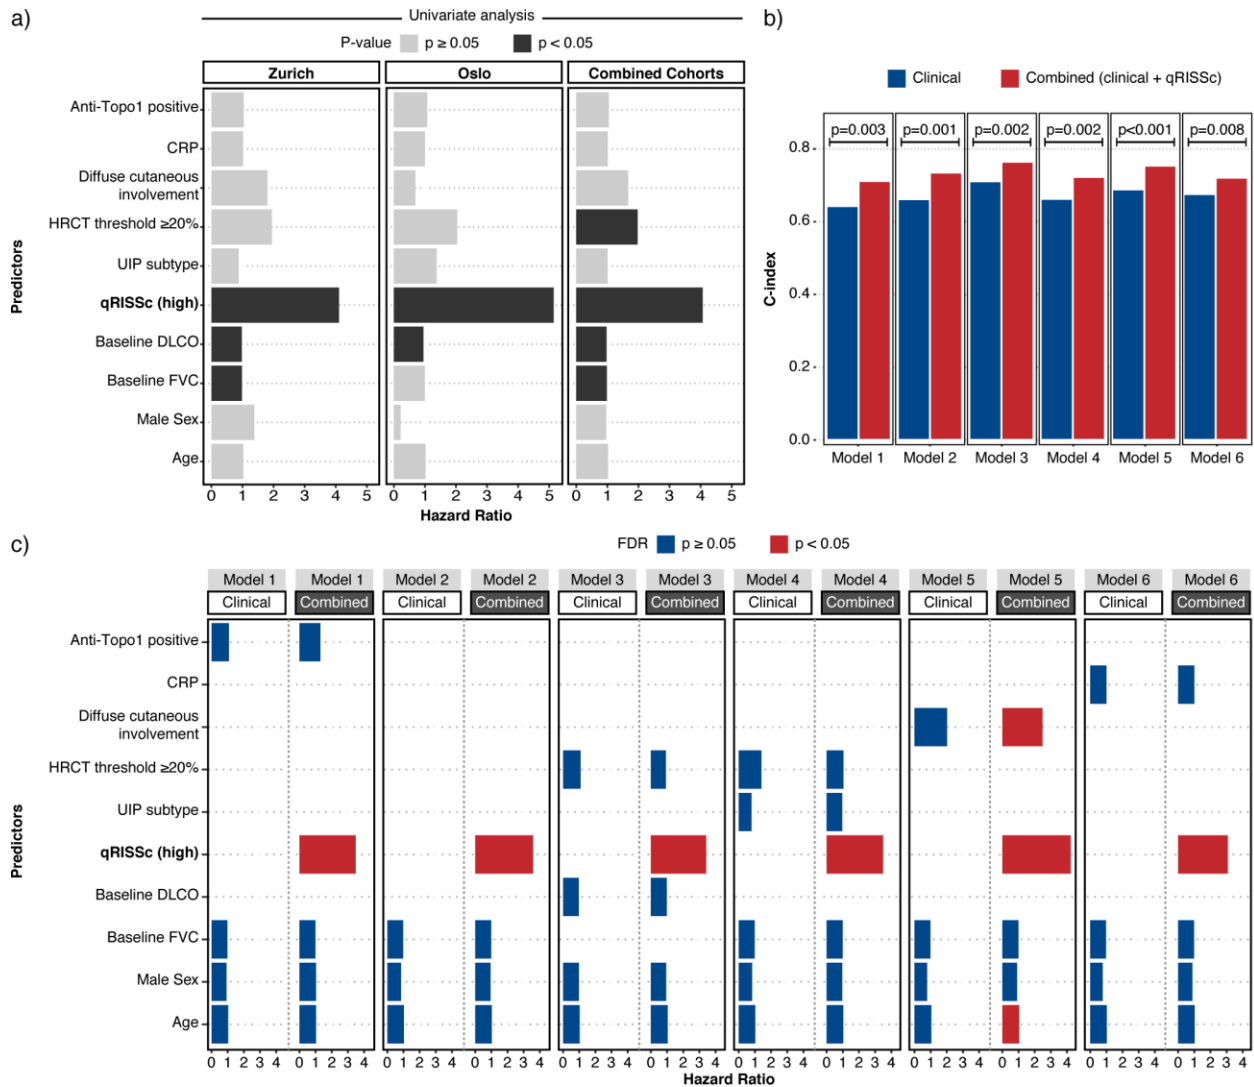 a)
Univariate analysis
P-value p ≥ 0.05 p < 0.05
Zurich Oslo Combined Cohorts
Predictors
Anti-Topo1 positive
CRP
Diffuse cutaneous
involvement
HRCT threshold ≥20%
UIP subtype
qRISSc (high)
Baseline DLCO
Baseline FVC
Male Sex
Age
0 1 2 3 4 5 0 1 2 3 4 5 0 1 2 3 4 5
Hazard Ratio
b)
Clinical Combined (clinical + qRISSc)
p=0.003 p=0.001 p=0.002 p=0.002 p<0.001 p=0.008
C-index
0.8
0.6
0.4
0.2
0.0
Model 1 Model 2 Model 3 Model 4 Model 5 Model 6
c)
FDR p ≥ 0.05 p < 0.05
Model 1 Model 1 Model 2 Model 2 Model 3 Model 3 Model 4 Model 4 Model 5 Model 5 Model 6 Model 6
Clinical Combined Clinical Combined Clinical Combined Clinical Combined Clinical Combined Clinical Combined
Predictors
Anti-Topo1 positive
CRP
Diffuse cutaneous
involvement
HRCT threshold ≥20%
UIP subtype
qRISSc (high)
Baseline DLCO
Baseline FVC
Male Sex
Age
0 1 2 3 4 0 1 2 3 4 0 1 2 3 4 0 1 2 3 4 0 1 2 3 4 0 1 2 3 4 0 1 2 3 4 0 1 2 3 4 0 1 2 3 4 0 1 2 3 4 0 1 2 3 4 0 1 2 3 4
Hazard Ratio